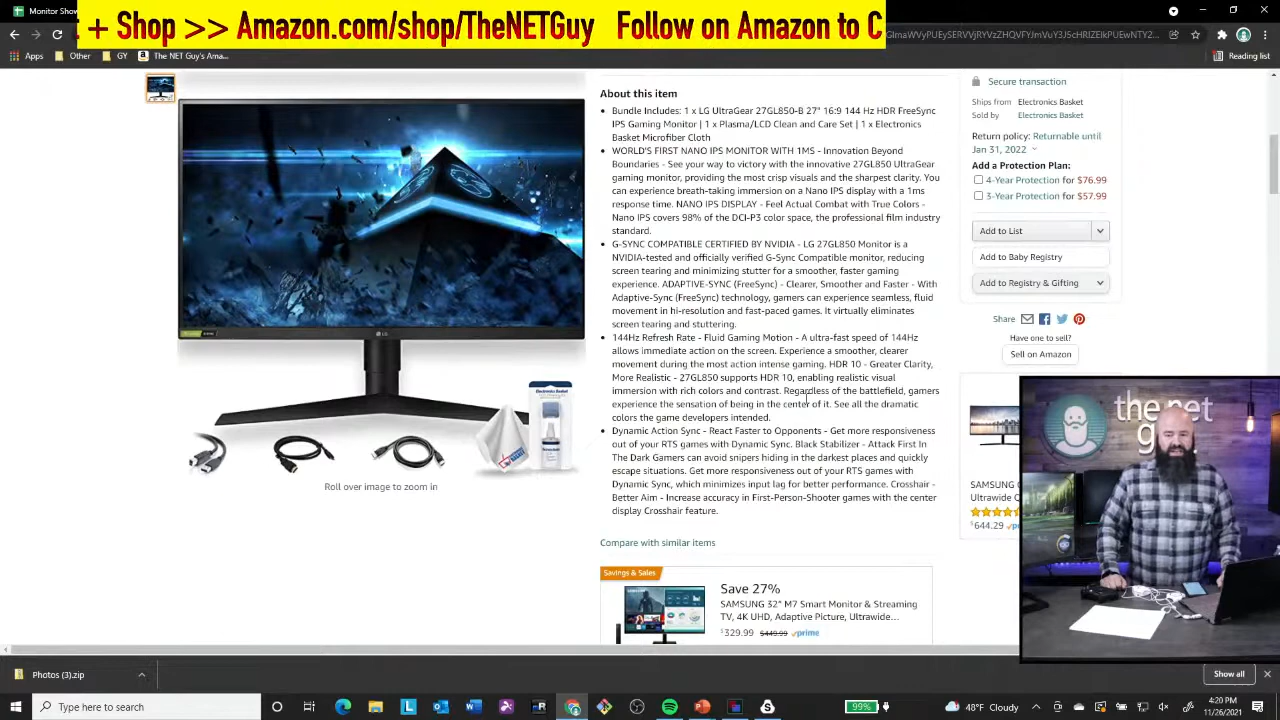 + Shop >> Amazon.com/shop/TheNETGuy Follow on Amazon to C
Monitor Show
Apps
Other
GY
The NET Guy's Ama...
Reading list
About this item
Bundle Includes: 1 x LG UltraGear 27GL850-B 27" 16:9 144 Hz HDR FreeSync
IPS Gaming Monitor | 1 x Plasma/LCD Clean and Care Set | 1 x Electronics
Basket Microfiber Cloth
WORLD'S FIRST NANO IPS MONITOR WITH 1MS - Innovation Beyond
Boundaries - See your way to victory with the innovative 27GL850 UltraGear
gaming monitor, providing the most crisp visuals and the sharpest clarity. You
can experience breath-taking immersion on a Nano IPS display with a 1ms
response time. NANO IPS DISPLAY - Feel Actual Combat with True Colors -
Nano IPS covers 98% of the DCI-P3 color space, the professional film industry
standard.
G-SYNC COMPATIBLE CERTIFIED BY NVIDIA - LG 27GL850 Monitor is a
NVIDIA-tested and officially verified G-Sync Compatible monitor, reducing
screen tearing and minimizing stutter for a smoother, faster gaming
experience. ADAPTIVE-SYNC (FreeSync) - Clearer, Smoother and Faster - With
Adaptive-Sync (FreeSync) technology, gamers can experience seamless, fluid
movement in hi-resolution and fast-paced games. It virtually eliminates
screen tearing and stuttering.
144Hz Refresh Rate - Fluid Gaming Motion - A ultra-fast speed of 144Hz
allows immediate action on the screen. Experience a smoother, clearer
movement during the most action intense gaming. HDR 10 - Greater Clarity,
More Realistic - 27GL850 supports HDR 10, enabling realistic visual
immersion with rich colors and contrast. Regardless of the battlefield, gamers
experience the sensation of being in the center of it. See all the dramatic
colors the game developers intended.
Dynamic Action Sync - React Faster to Opponents - Get more responsiveness
out of your RTS games with Dynamic Sync. Black Stabilizer - Attack First In
The Dark Gamers can avoid snipers hiding in the darkest places and quickly
escape situations. Get more responsiveness out of your RTS games with
Dynamic Sync, which minimizes input lag for better performance. Crosshair -
Better Aim - Increase accuracy in First-Person-Shooter games with the center
display Crosshair feature.
Compare with similar items
Savings & Sales
Save 27%
SAMSUNG 32" M7 Smart Monitor & Streaming
TV, 4K UHD, Adaptive Picture, Ultrawide...
$329.99 $449.99 prime
LG
Electronics Basket
Roll over image to zoom in
Secure transaction
Ships from Electronics Basket
Sold by Electronics Basket
Return policy: Returnable until
Jan 31, 2022
Add a Protection Plan:
4-Year Protection for $76.99
3-Year Protection for $57.99
Add to List
Add to Baby Registry
Add to Registry & Gifting
Share
Have one to sell?
Sell on Amazon
SAMSUNG
Ultrawide
$644.29
the net
Photos (3).zip
Show all
Type here to search
99%
48°F Cloudy
4:20 PM
11/26/2021